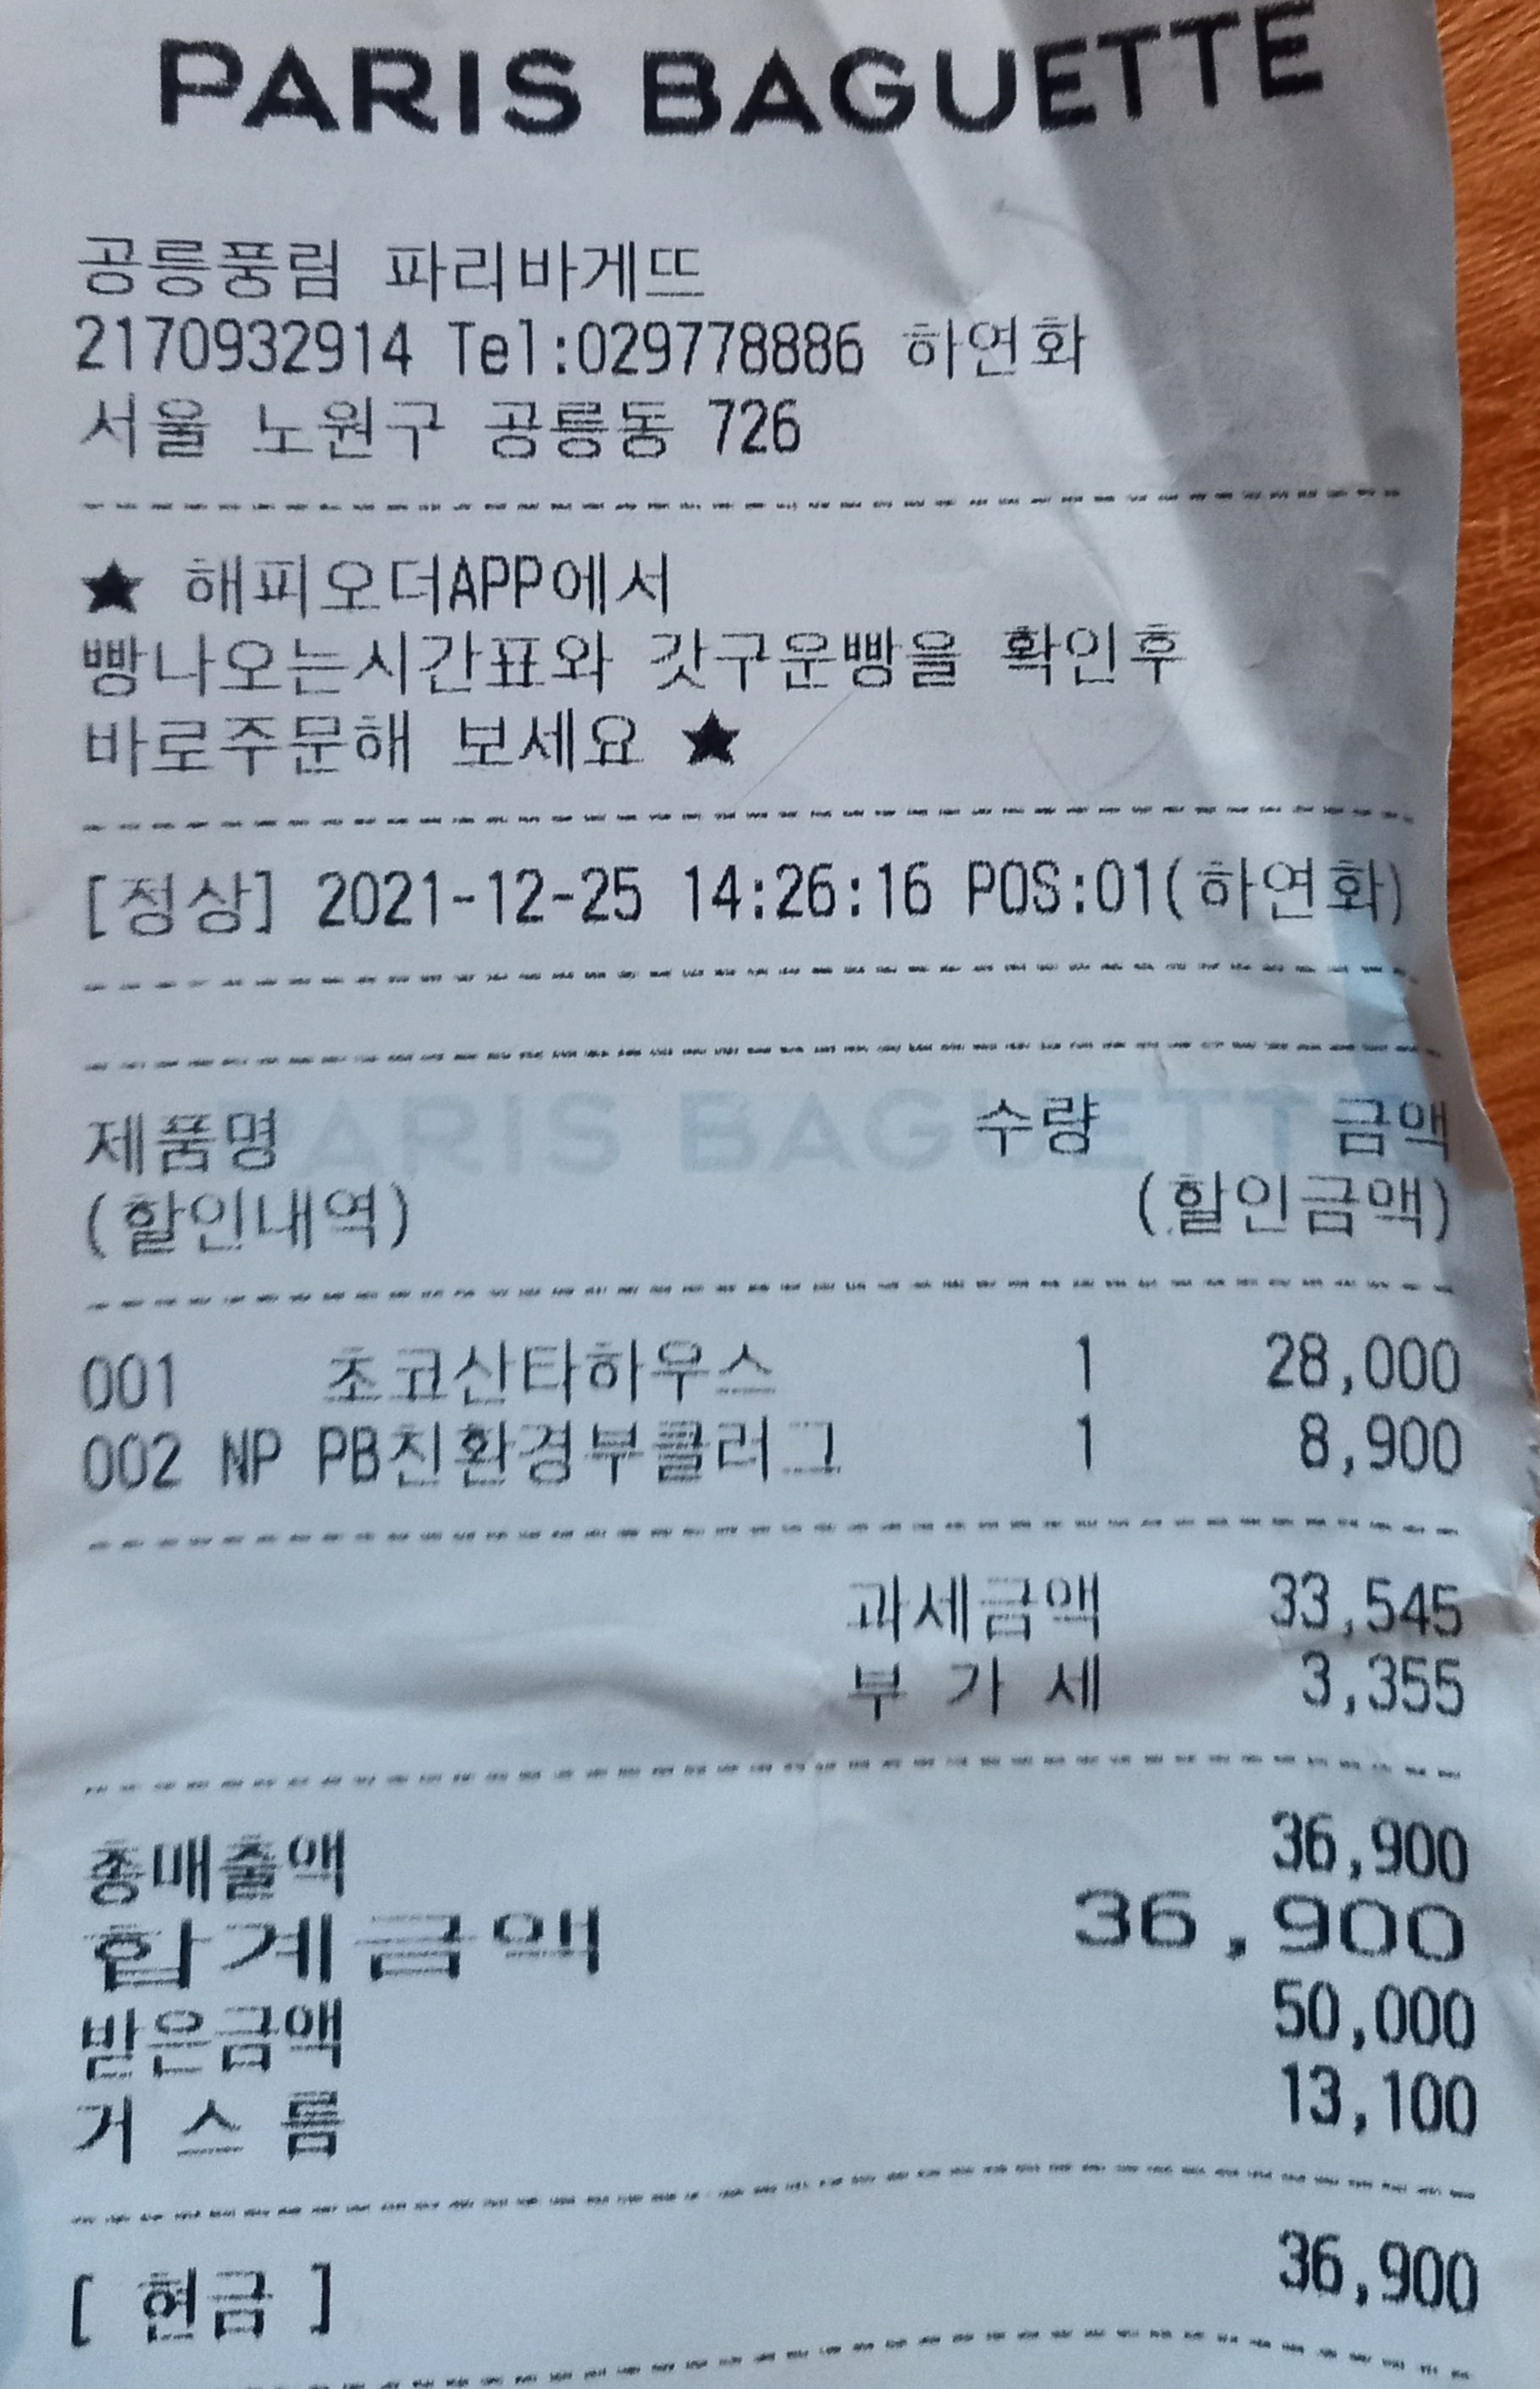 PARIS BAGUETTE
공릉풍림 파리바게뜨
2170932914 Tel:029778886 하연화
서울 노원구 공릉동 726
★ 해피오더APP에서
빵나오는시간표와 갓구운빵을 확인후
바로주문해 보세요 ★
[정상] 2021-12-25 14:26:16 POS:01(하연화)
PARIS BAGUETTE
제품명 수량 금액
(할인내역) (할인금액)
001 초코산타하우스 1 28,000
002 NP PB친환경부클러그 1 8,900
과세금액 33,545
부 가 세 3,355
총매출액 36,900
합계금액 36,900
받은금액 50,000
거 스 름 13,100
[ 현금 ] 36,900